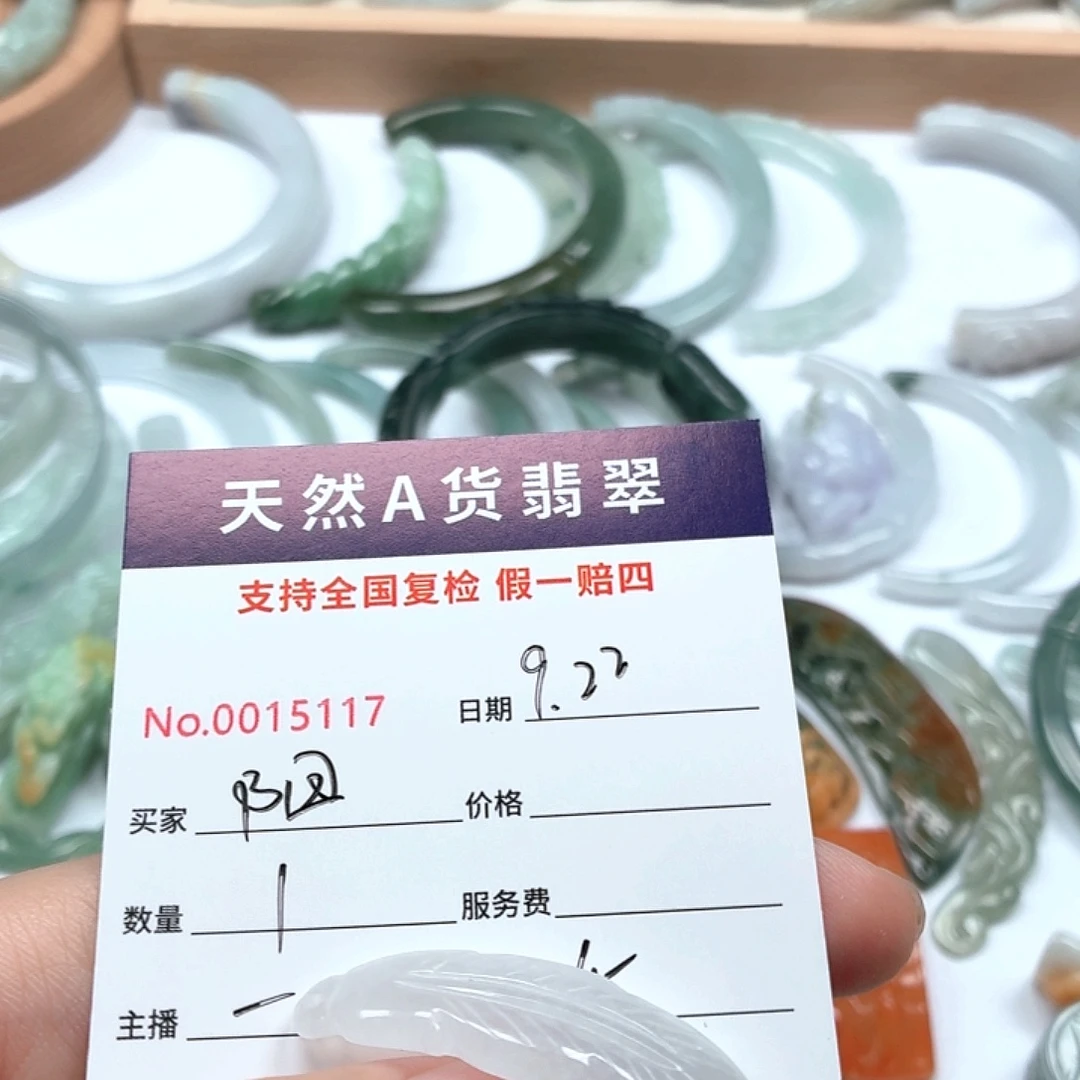 天然A货翡翠
支持全国复检 假一赔四
No.0015117 日期 9.22
买家 价格
数量 1 服务费
主播